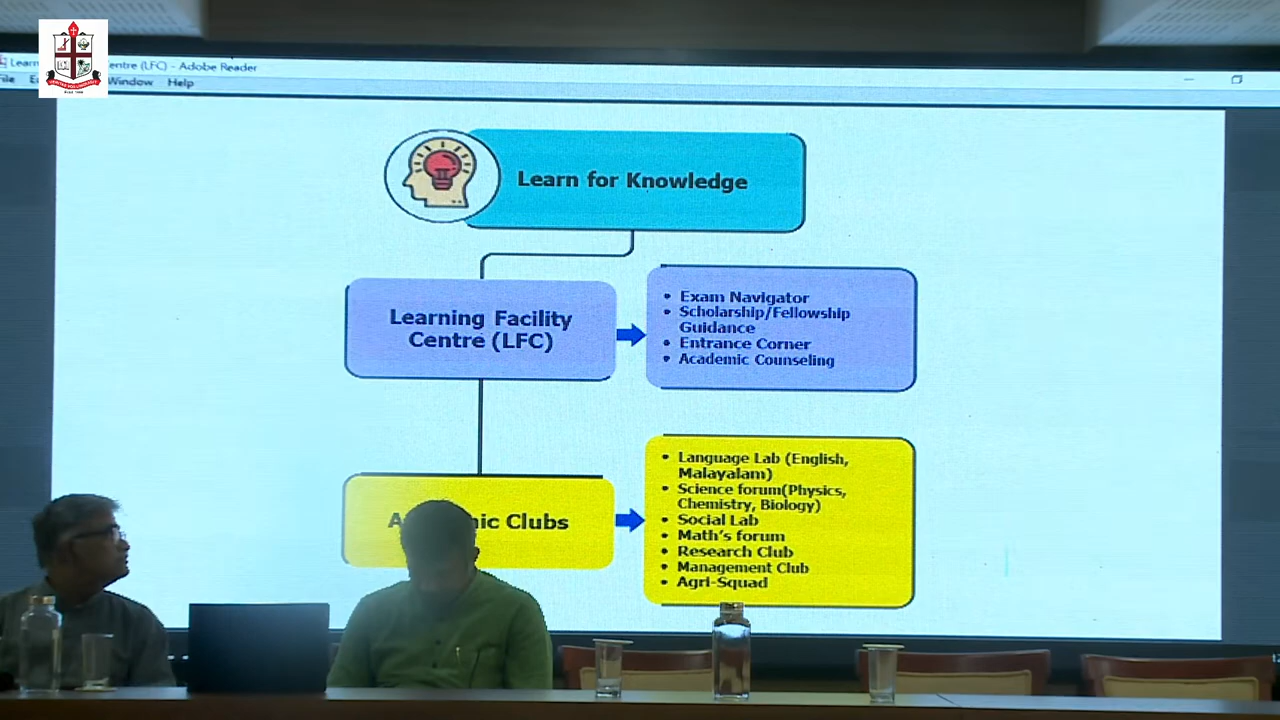 entre (LFC) - Adobe Reader
Window Help
Learn for Knowledge
Learning Facility
Centre (LFC)
• Exam Navigator
• Scholarship/Fellowship
Guidance
• Entrance Corner
• Academic Counseling
Clubs
• Language Lab (English,
Malayalam)
• Science forum(Physics,
Chemistry, Biology)
• Social Lab
• Math's forum
• Research Club
• Management Club
• Agri-Squad